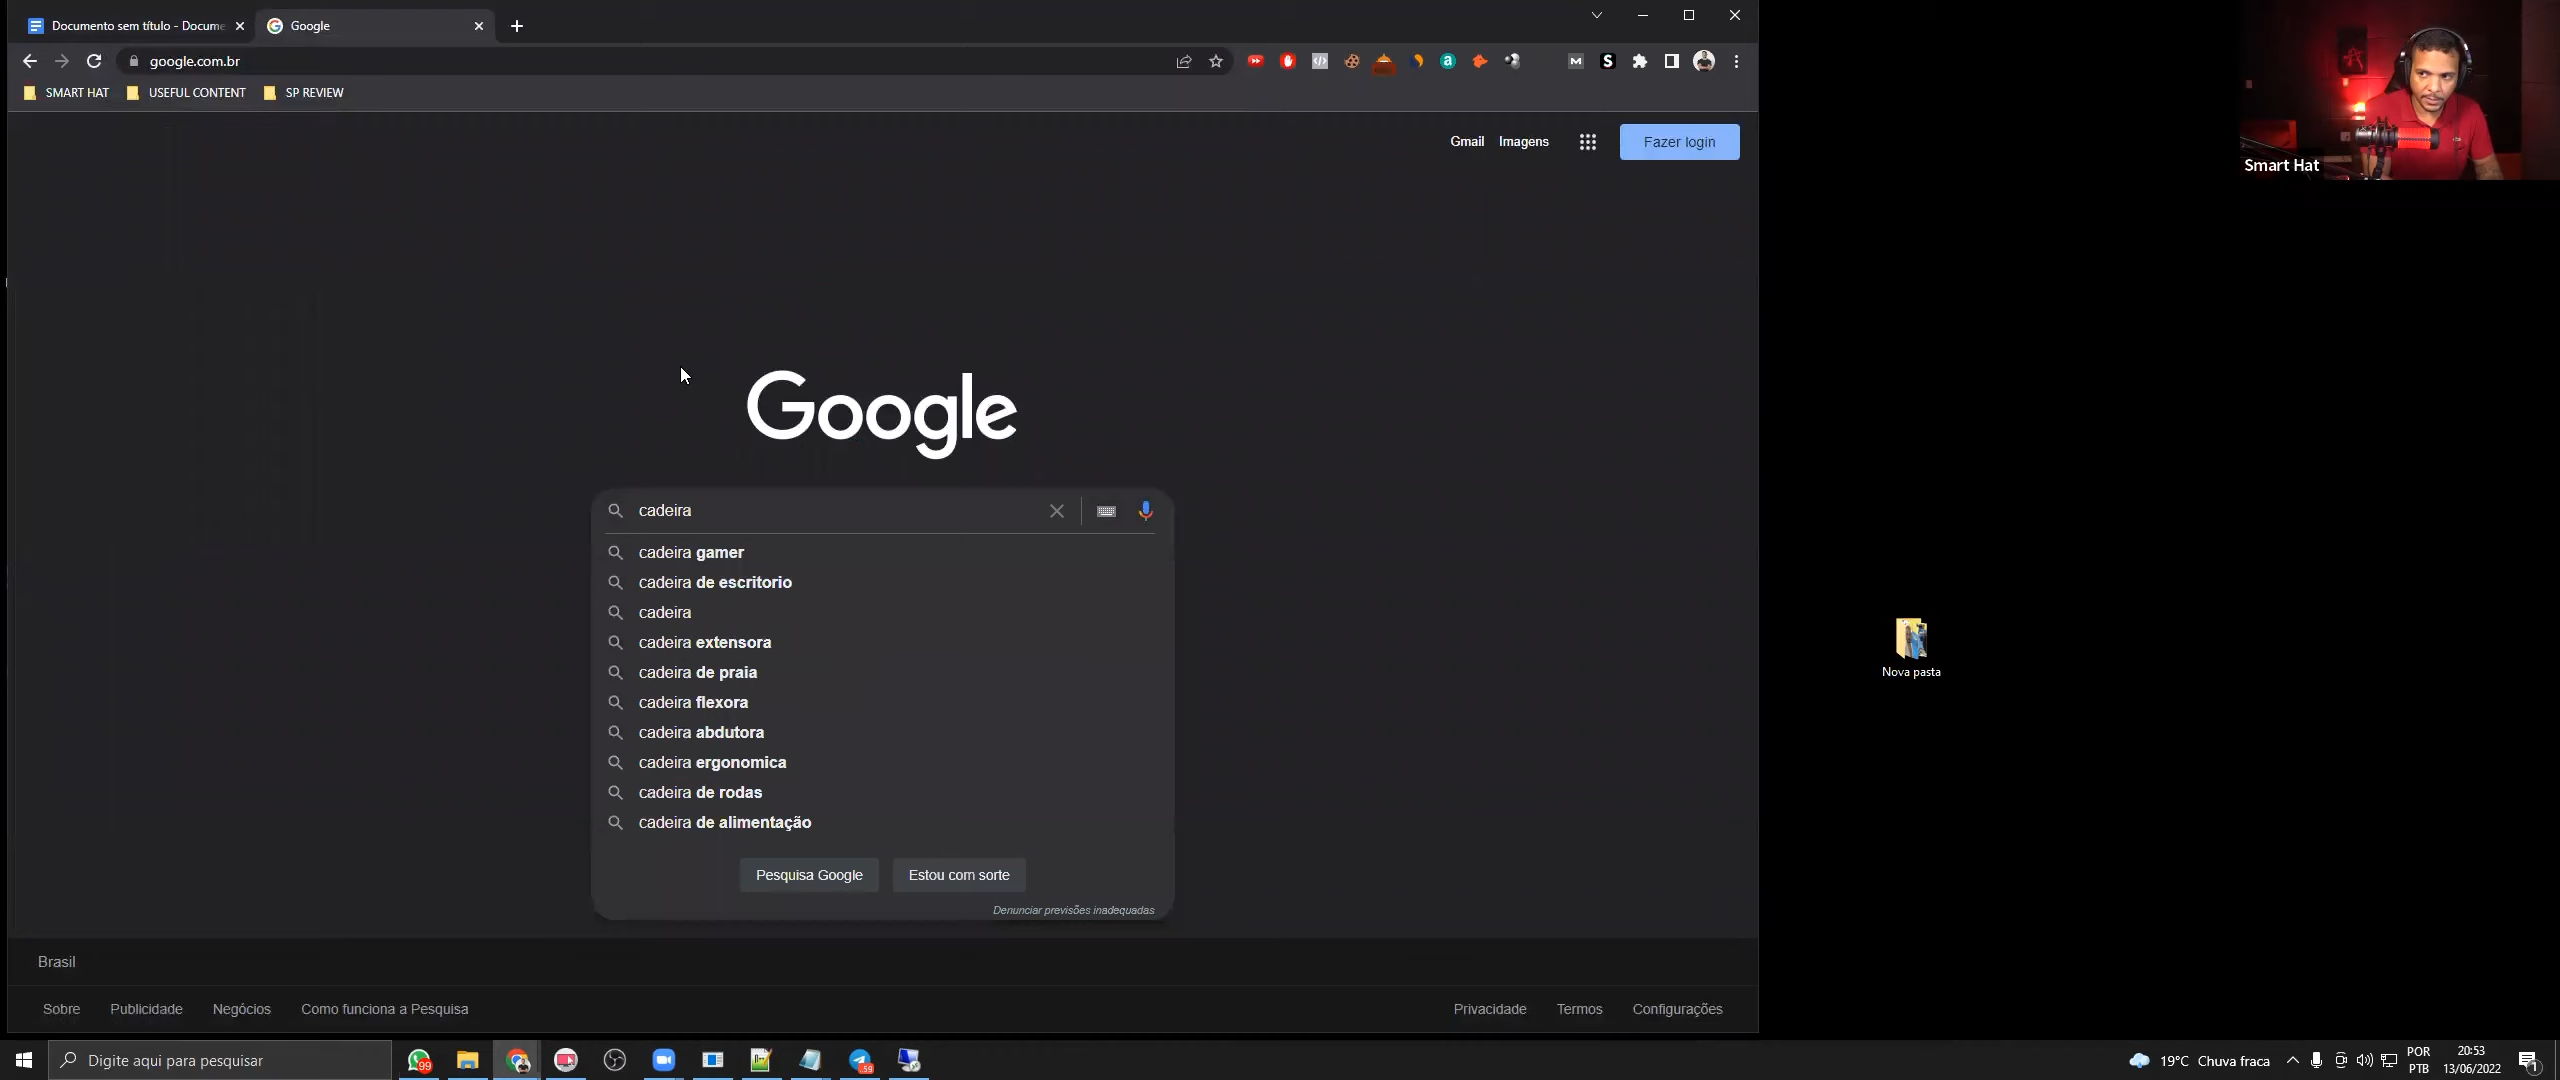 Documento sem título - Docume
Google
google.com.br
SMART HAT
USEFUL CONTENT
SP REVIEW
Gmail
Imagens
Fazer login
Smart Hat
Google
cadeira
cadeira gamer
cadeira de escritorio
cadeira
cadeira extensora
cadeira de praia
cadeira flexora
cadeira abdutora
cadeira ergonomica
cadeira de rodas
cadeira de alimentação
Pesquisa Google
Estou com sorte
Denunciar previsões inadequadas
Nova pasta
Brasil
Sobre
Publicidade
Negócios
Como funciona a Pesquisa
Privacidade
Termos
Configurações
Digite aqui para pesquisar
99
59
19°C Chuva fraca
POR
PTB
20:53
13/06/2022
1